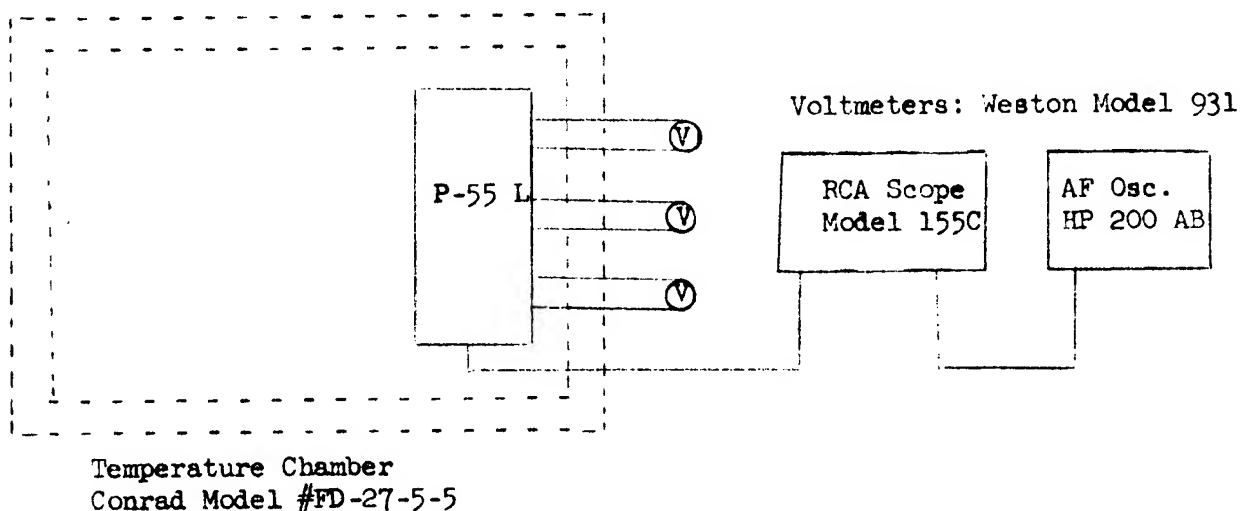 Voltmeters: Weston Model 931
P-55 L
V
V
V
RCA Scope
Model 155C
AF Osc.
HP 200 AB
Temperature Chamber
Conrad Model #FD-27-5-5